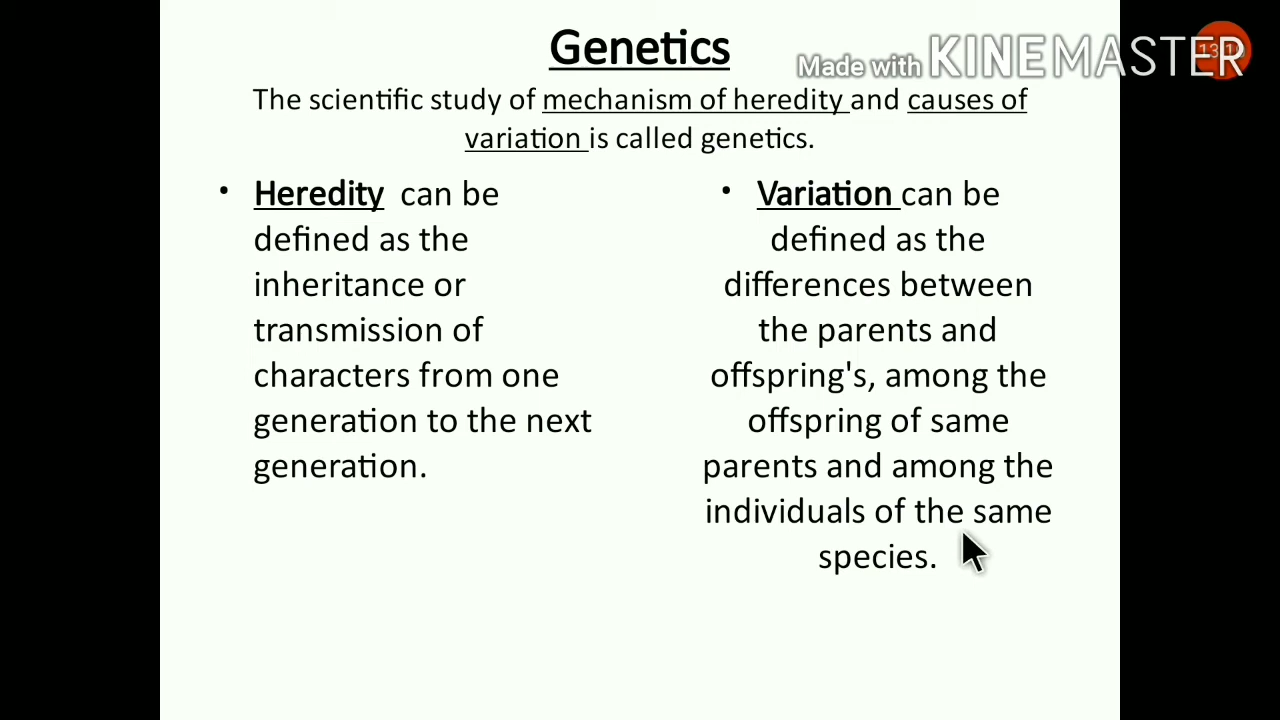 Genetics
Made with KINEMASTER
The scientific study of mechanism of heredity and causes of
variation is called genetics.
• Heredity can be
defined as the
inheritance or
transmission of
characters from one
generation to the next
generation.
• Variation can be
defined as the
differences between
the parents and
offspring's, among the
offspring of same
parents and among the
individuals of the same
species.